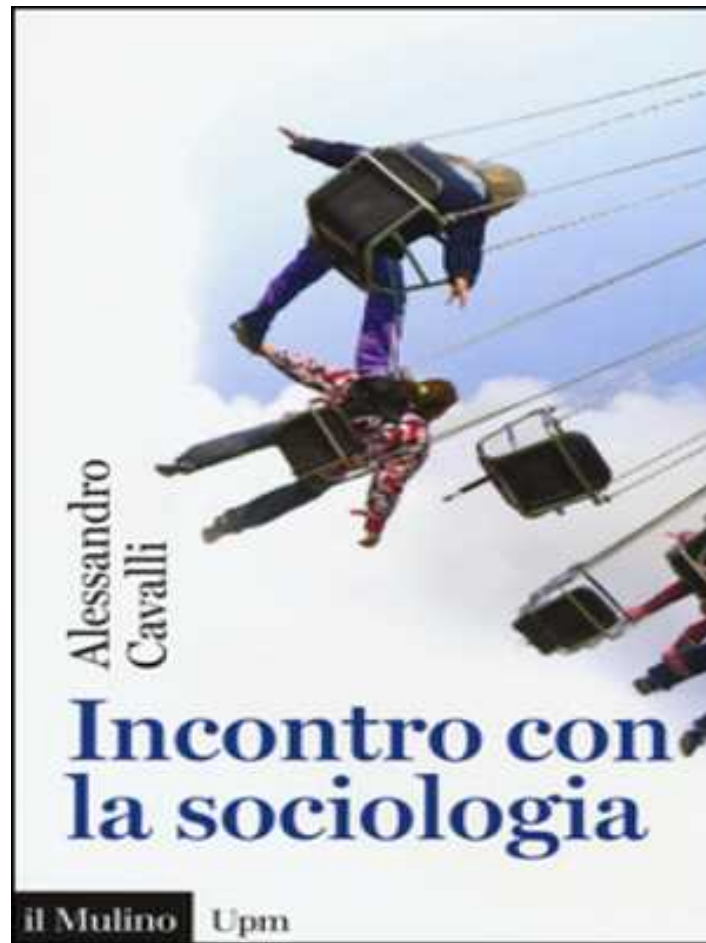 Alessandro
Cavalli
Incontro con
la sociologia
il Mulino Upm